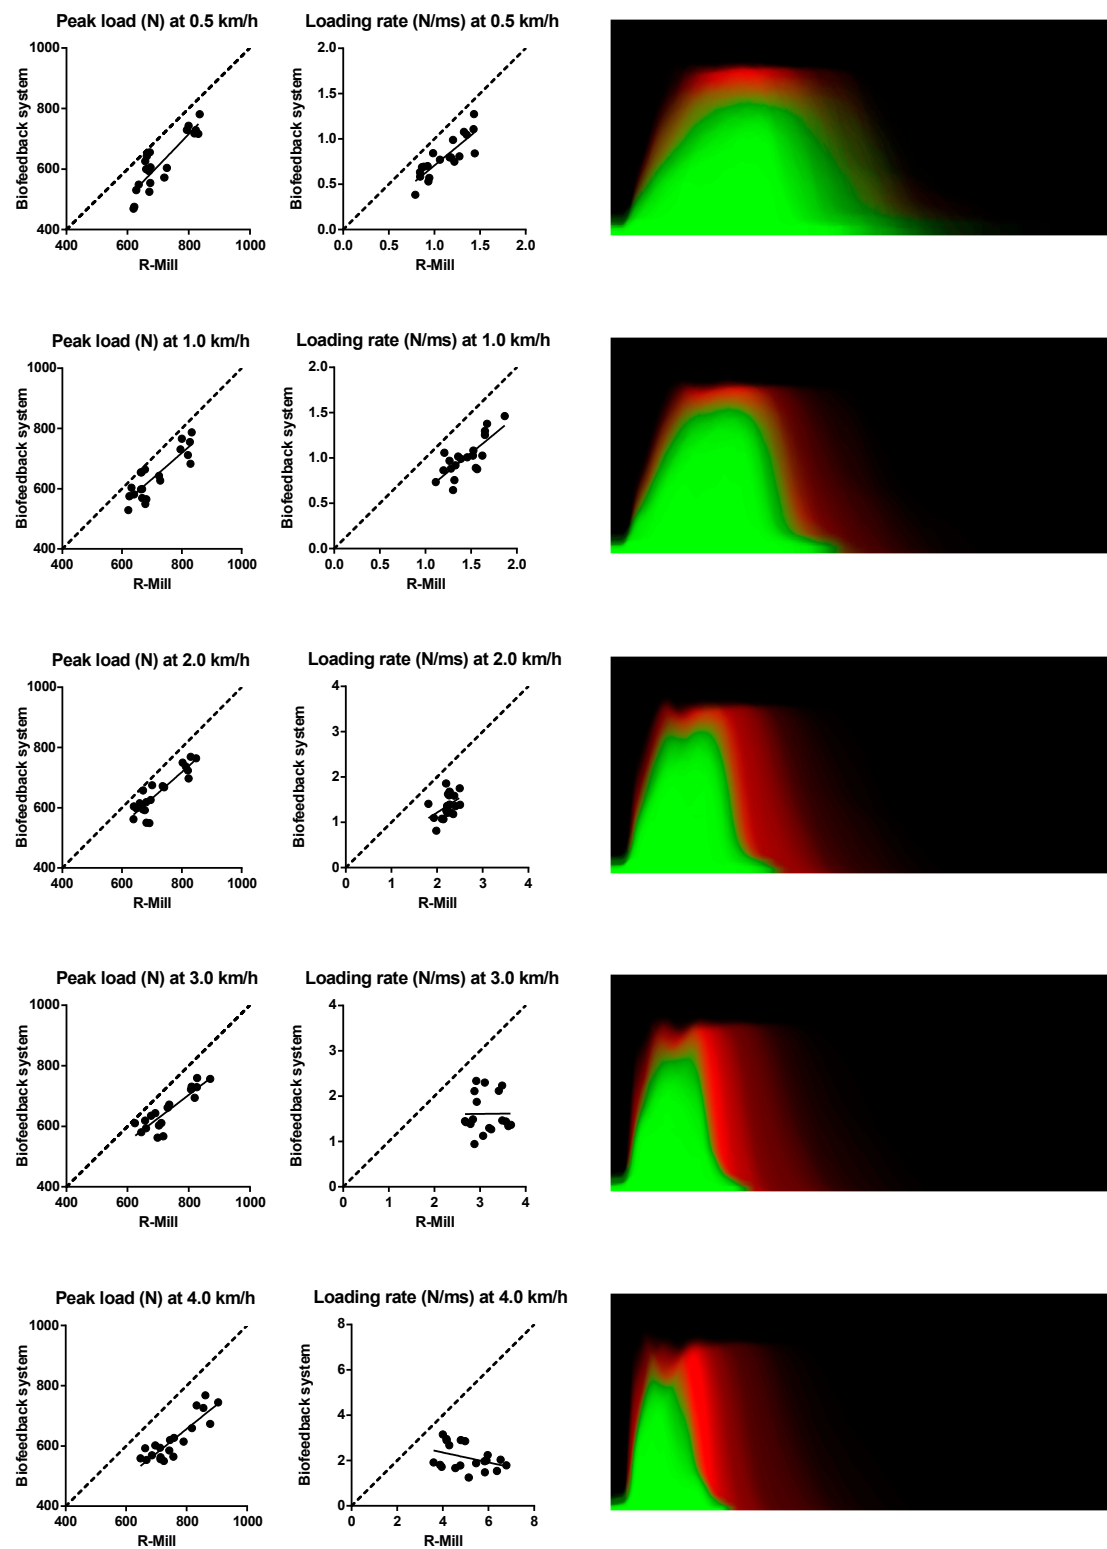 Peak load (N) at 0.5 km/h
Loading rate (N/ms) at 0.5 km/h
Biofeedback system
1000
800
600
400
400 600 800 1000
R-Mill
Biofeedback system
2.0
1.5
1.0
0.5
0.0
0.0 0.5 1.0 1.5 2.0
R-Mill
Peak load (N) at 1.0 km/h
Loading rate (N/ms) at 1.0 km/h
Biofeedback system
1000
800
600
400
400 600 800 1000
R-Mill
Biofeedback system
2.0
1.5
1.0
0.5
0.0
0.0 0.5 1.0 1.5 2.0
R-Mill
Peak load (N) at 2.0 km/h
Loading rate (N/ms) at 2.0 km/h
Biofeedback system
1000
800
600
400
400 600 800 1000
R-Mill
Biofeedback system
4
3
2
1
0
0 1 2 3 4
R-Mill
Peak load (N) at 3.0 km/h
Loading rate (N/ms) at 3.0 km/h
Biofeedback system
1000
800
600
400
400 600 800 1000
R-Mill
Biofeedback system
4
3
2
1
0
0 1 2 3 4
R-Mill
Peak load (N) at 4.0 km/h
Loading rate (N/ms) at 4.0 km/h
Biofeedback system
1000
800
600
400
400 600 800 1000
R-Mill
Biofeedback system
8
6
4
2
0
0 2 4 6 8
R-Mill